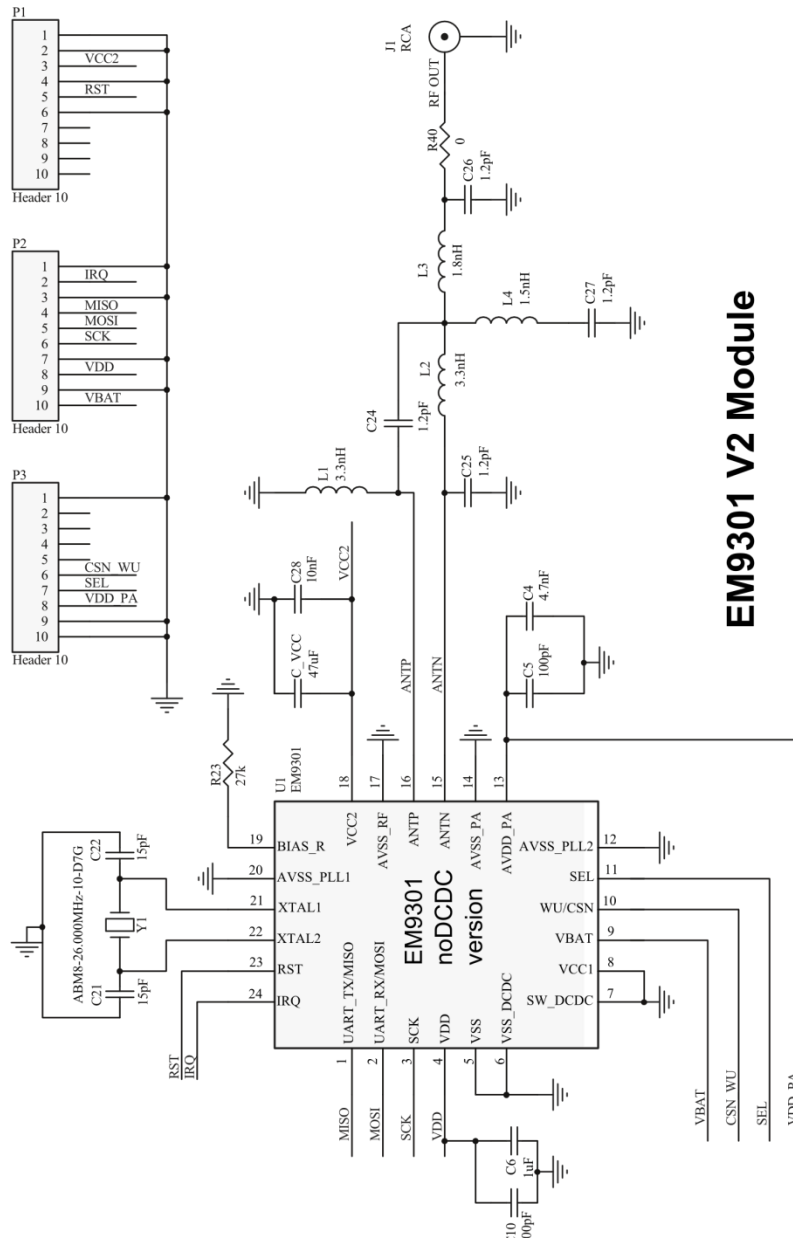 P1
1
2
3 VCC2
4
5 RST
6
7
8
9
10
Header 10
P2
1
2 IRQ
3
4 MISO
5 MOSI
6 SCK
7
8 VDD
9
10 VBAT
Header 10
P3
1
2
3
4
5
6 CSN_WU
7 SEL
8 VDD_PA
9
10
Header 10
J1
RCA
RF OUT
R40
0
C26
1.2pF
L3
1.8nH
L4
1.5nH
C27
1.2pF
L2
3.3nH
C24
1.2pF
L1
3.3nH
C25
1.2pF
C28
10nF
C_VCC
47uF
VCC2
ANTP
ANTN
C4
4.7nF
C5
100pF
EM9301 V2 Module
R23
27k
U1
EM9301
ABM8-26.000MHz-10-D7G
C22
15pF
Y1
C21
15pF
18
VCC2
17
AVSS_RF
16
ANTP
15
ANTN
14
AVSS_PA
13
AVDD_PA
19
BIAS_R
20
AVSS_PLL1
21
XTAL1
22
XTAL2
23
RST
24
IRQ
EM9301
noDCDC
version
AVSS_PLL2
12
SEL
11
WU/CSN
10
VBAT
9
VCC1
8
SW_DCDC
7
UART_TX/MISO
1
UART_RX/MOSI
2
SCK
3
VDD
4
VSS
5
VSS_DCDC
6
RST
IRQ
MISO
MOSI
SCK
VDD
C6
1uF
VBAT
CSN_WU
SEL